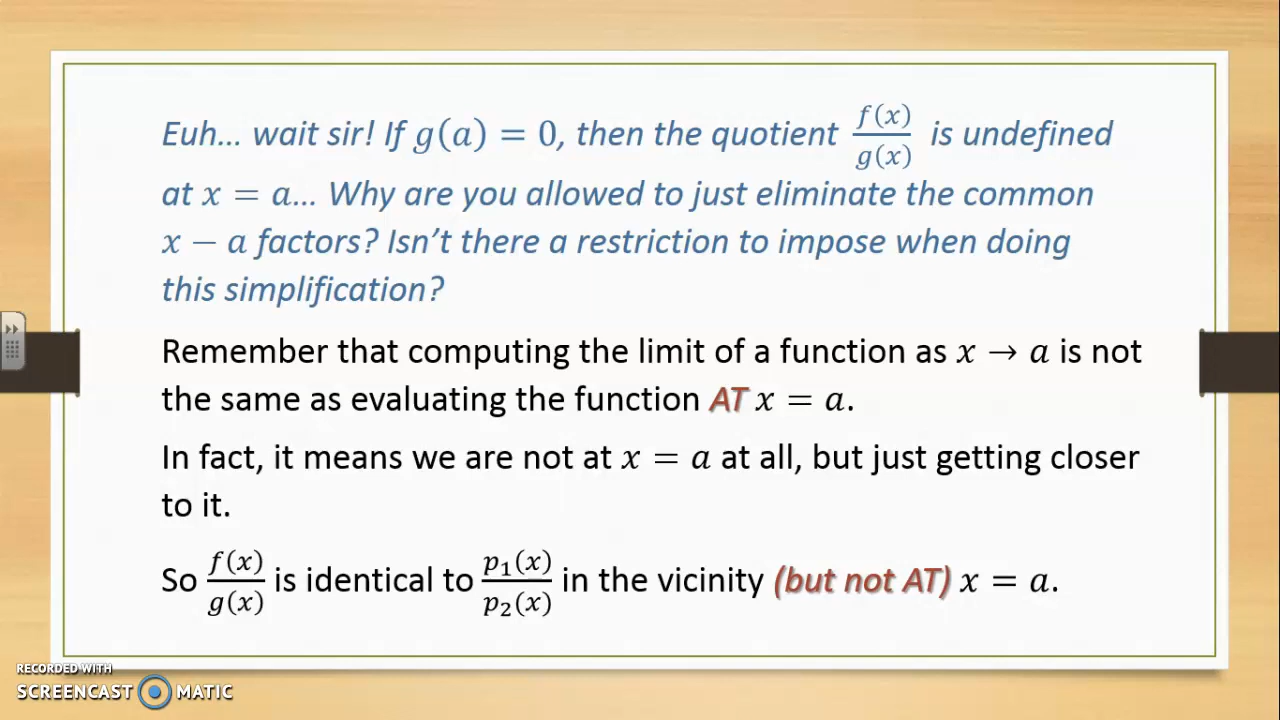 Euh... wait sir! If g(a) = 0, then the quotient f(x)/g(x) is undefined
at x = a... Why are you allowed to just eliminate the common
x − a factors? Isn't there a restriction to impose when doing
this simplification?
Remember that computing the limit of a function as x → a is not
the same as evaluating the function AT x = a.
In fact, it means we are not at x = a at all, but just getting closer
to it.
So f(x)/g(x) is identical to p₁(x)/p₂(x) in the vicinity (but not AT) x = a.
RECORDED WITH
SCREENCAST MATIC